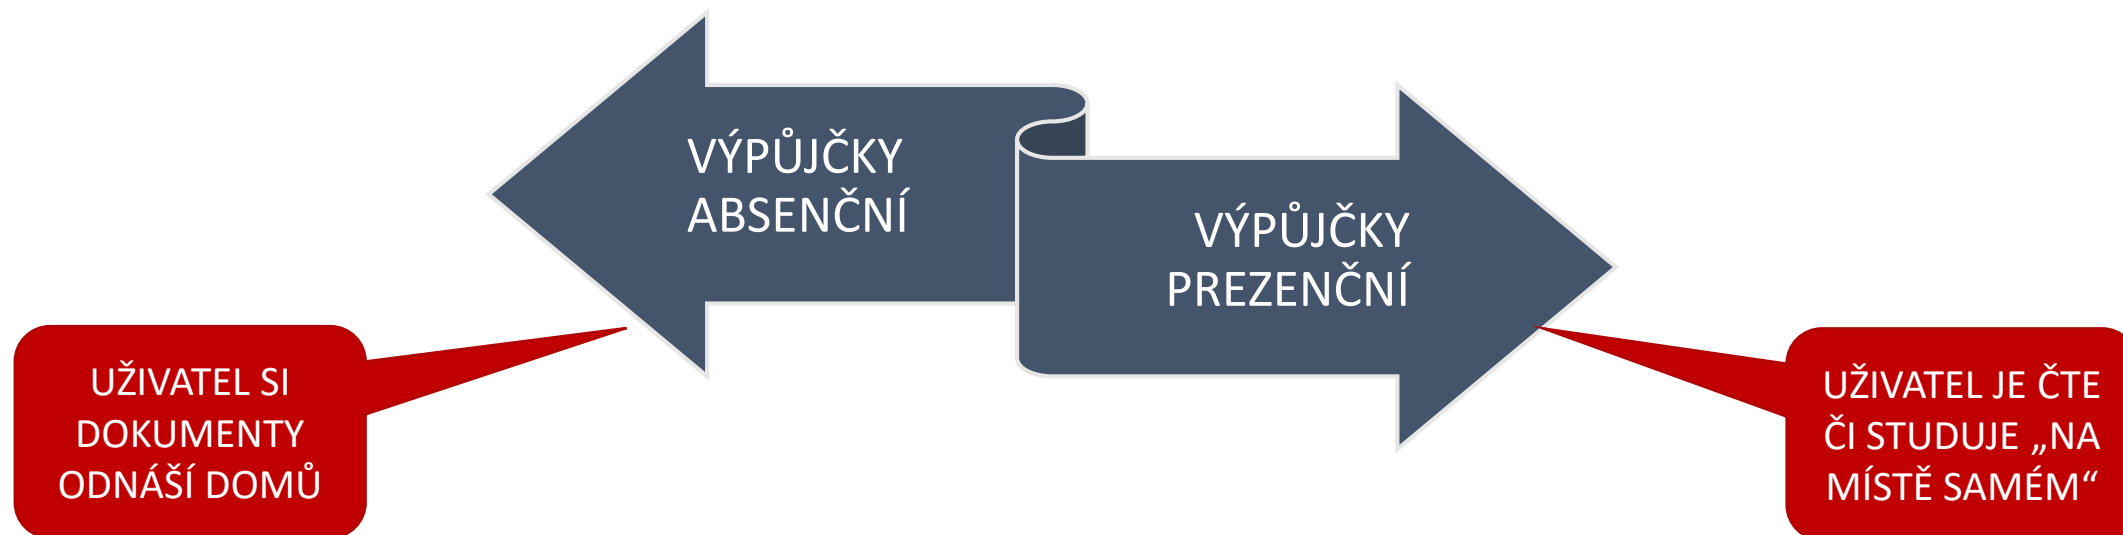 VÝPŮJČKY
ABSENČNÍ
VÝPŮJČKY
PREZENČNÍ
UŽIVATEL SI
DOKUMENTY
ODNÁŠÍ DOMŮ
UŽIVATEL JE ČTE
ČI STUDUJE „NA
MÍSTĚ SAMÉM“